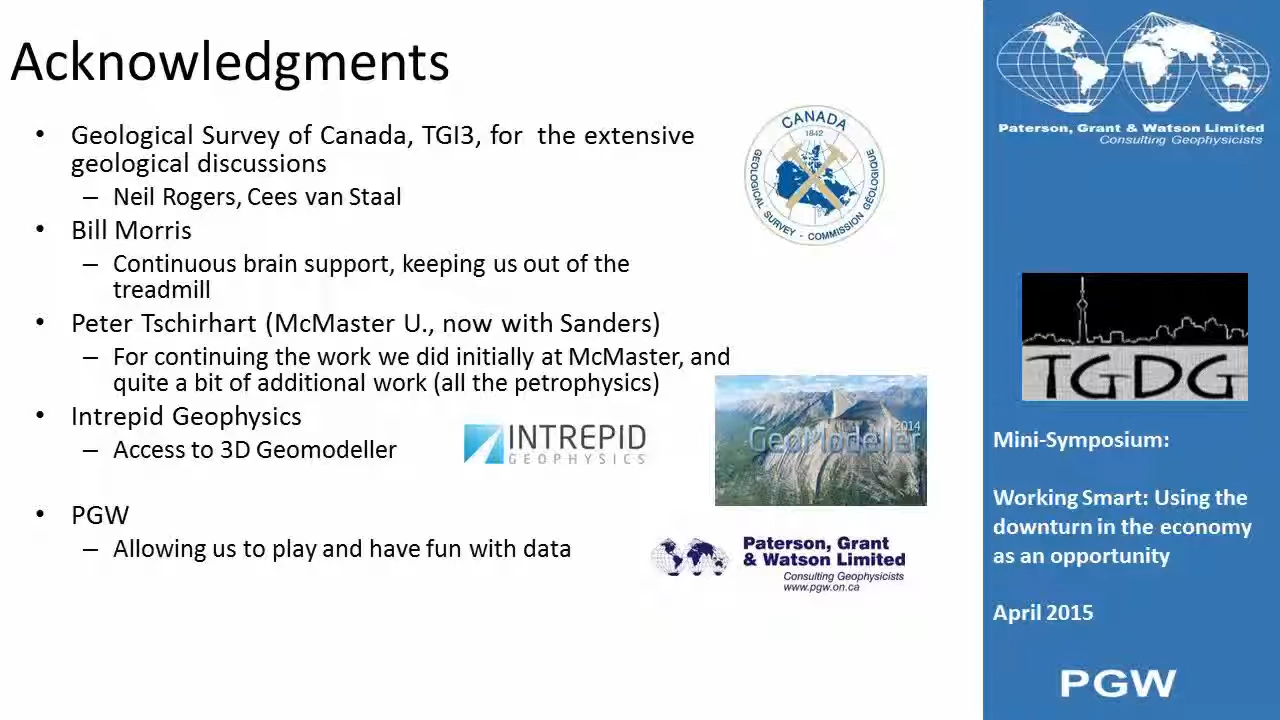 Acknowledgments
• Geological Survey of Canada, TGI3, for the extensive
geological discussions
– Neil Rogers, Cees van Staal
• Bill Morris
– Continuous brain support, keeping us out of the
treadmill
• Peter Tschirhart (McMaster U., now with Sanders)
– For continuing the work we did initially at McMaster, and
quite a bit of additional work (all the petrophysics)
• Intrepid Geophysics
– Access to 3D Geomodeller
• PGW
– Allowing us to play and have fun with data
CANADA
1842
GEOLOGICAL SURVEY - COMMISSION GÉOLOGIQUE
INTREPID
GEOPHYSICS
2014
GeoModeller
Paterson, Grant
& Watson Limited
Consulting Geophysicists
www.pgw.on.ca
Paterson, Grant & Watson Limited
Consulting Geophysicists
TGDG
Mini-Symposium:
Working Smart: Using the
downturn in the economy
as an opportunity
April 2015
PGW